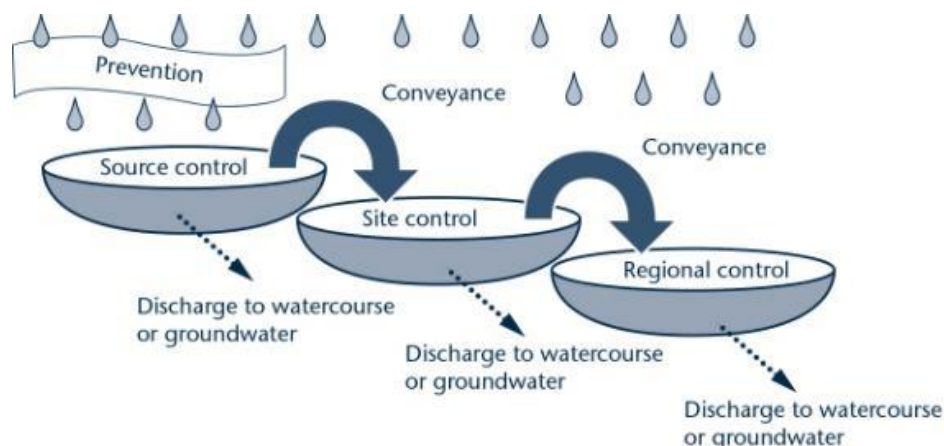 Prevention
Conveyance
Conveyance
Source control
Site control
Regional control
Discharge to watercourse
or groundwater
Discharge to watercourse
or groundwater
Discharge to watercourse
or groundwater